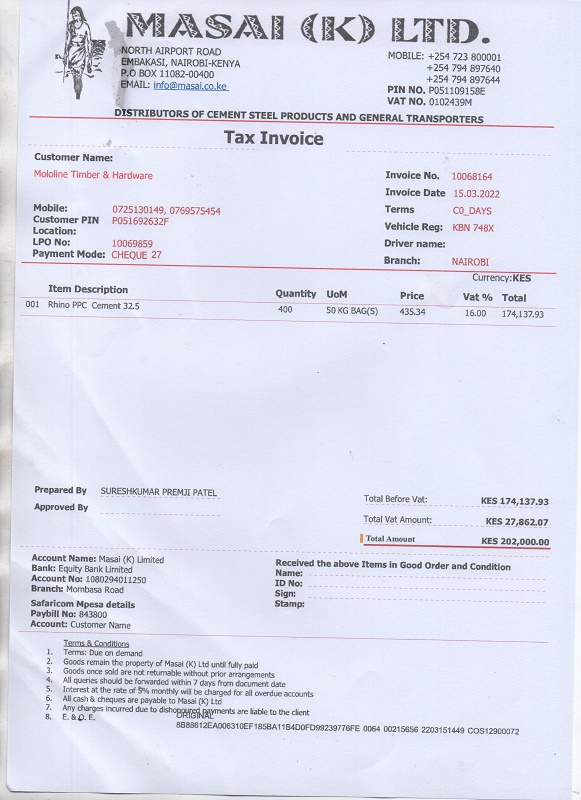 MASAI (K) LTD.
NORTH AIRPORT ROAD
EMBAKASI, NAIROBI-KENYA
P.O BOX 11082-00400
EMAIL: info@masai.co.ke
MOBILE: +254 723 800001
+254 794 897640
+254 794 897644
PIN NO. P051109158E
VAT NO. 0102439M
DISTRIBUTORS OF CEMENT STEEL PRODUCTS AND GENERAL TRANSPORTERS
Tax Invoice
Customer Name:
Mololine Timber & Hardware
Mobile: 0725130149, 0769575454
Customer PIN P051692632F
Location:
LPO No: 10069859
Payment Mode: CHEQUE 27
Invoice No. 10068164
Invoice Date 15.03.2022
Terms C0_DAYS
Vehicle Reg: KBN 748X
Driver name:
Branch: NAIROBI
Currency:KES
Item Description Quantity UoM Price Vat % Total
001 Rhino PPC Cement 32.5 400 50 KG BAG(S) 435.34 16.00 174,137.93
Prepared By SURESHKUMAR PREMJI PATEL
Approved By
Total Before Vat: KES 174,137.93
Total Vat Amount: KES 27,862.07
Total Amount KES 202,000.00
Account Name: Masai (K) Limited
Bank: Equity Bank Limited
Account No: 1080294011250
Branch: Mombasa Road
Safaricom Mpesa details
Paybill No: 843800
Account: Customer Name
Received the above Items in Good Order and Condition
Name:
ID No:
Sign:
Stamp:
Terms & Conditions
1. Terms: Due on demand
2. Goods remain the property of Masai (K) Ltd until fully paid
3. Goods once sold are not returnable without prior arrangements
4. All queries should be forwarded within 7 days from document date
5. Interest at the rate of 5% monthly will be charged for all overdue accounts
6. All cash & cheques are payable to Masai (K) Ltd
7. Any charges incurred due to dishonoured payments are liable to the client
8. E. & O. E.
ORIGINAL
8B88612EA006310EF185BA11B4D0FD99239776FE 0064 00215656 2203151449 COS12900072